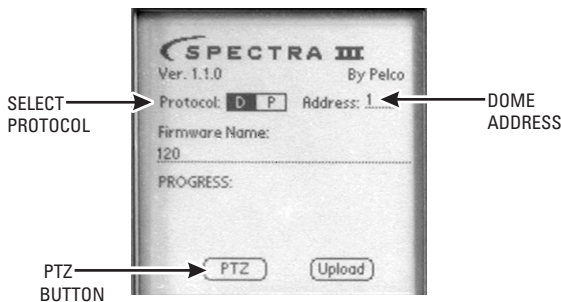 SPECTRA III
Ver. 1.1.0 By Pelco
SELECT PROTOCOL
Protocol: D P Address: 1
DOME ADDRESS
Firmware Name:
120
PROGRESS:
PTZ BUTTON
PTZ Upload